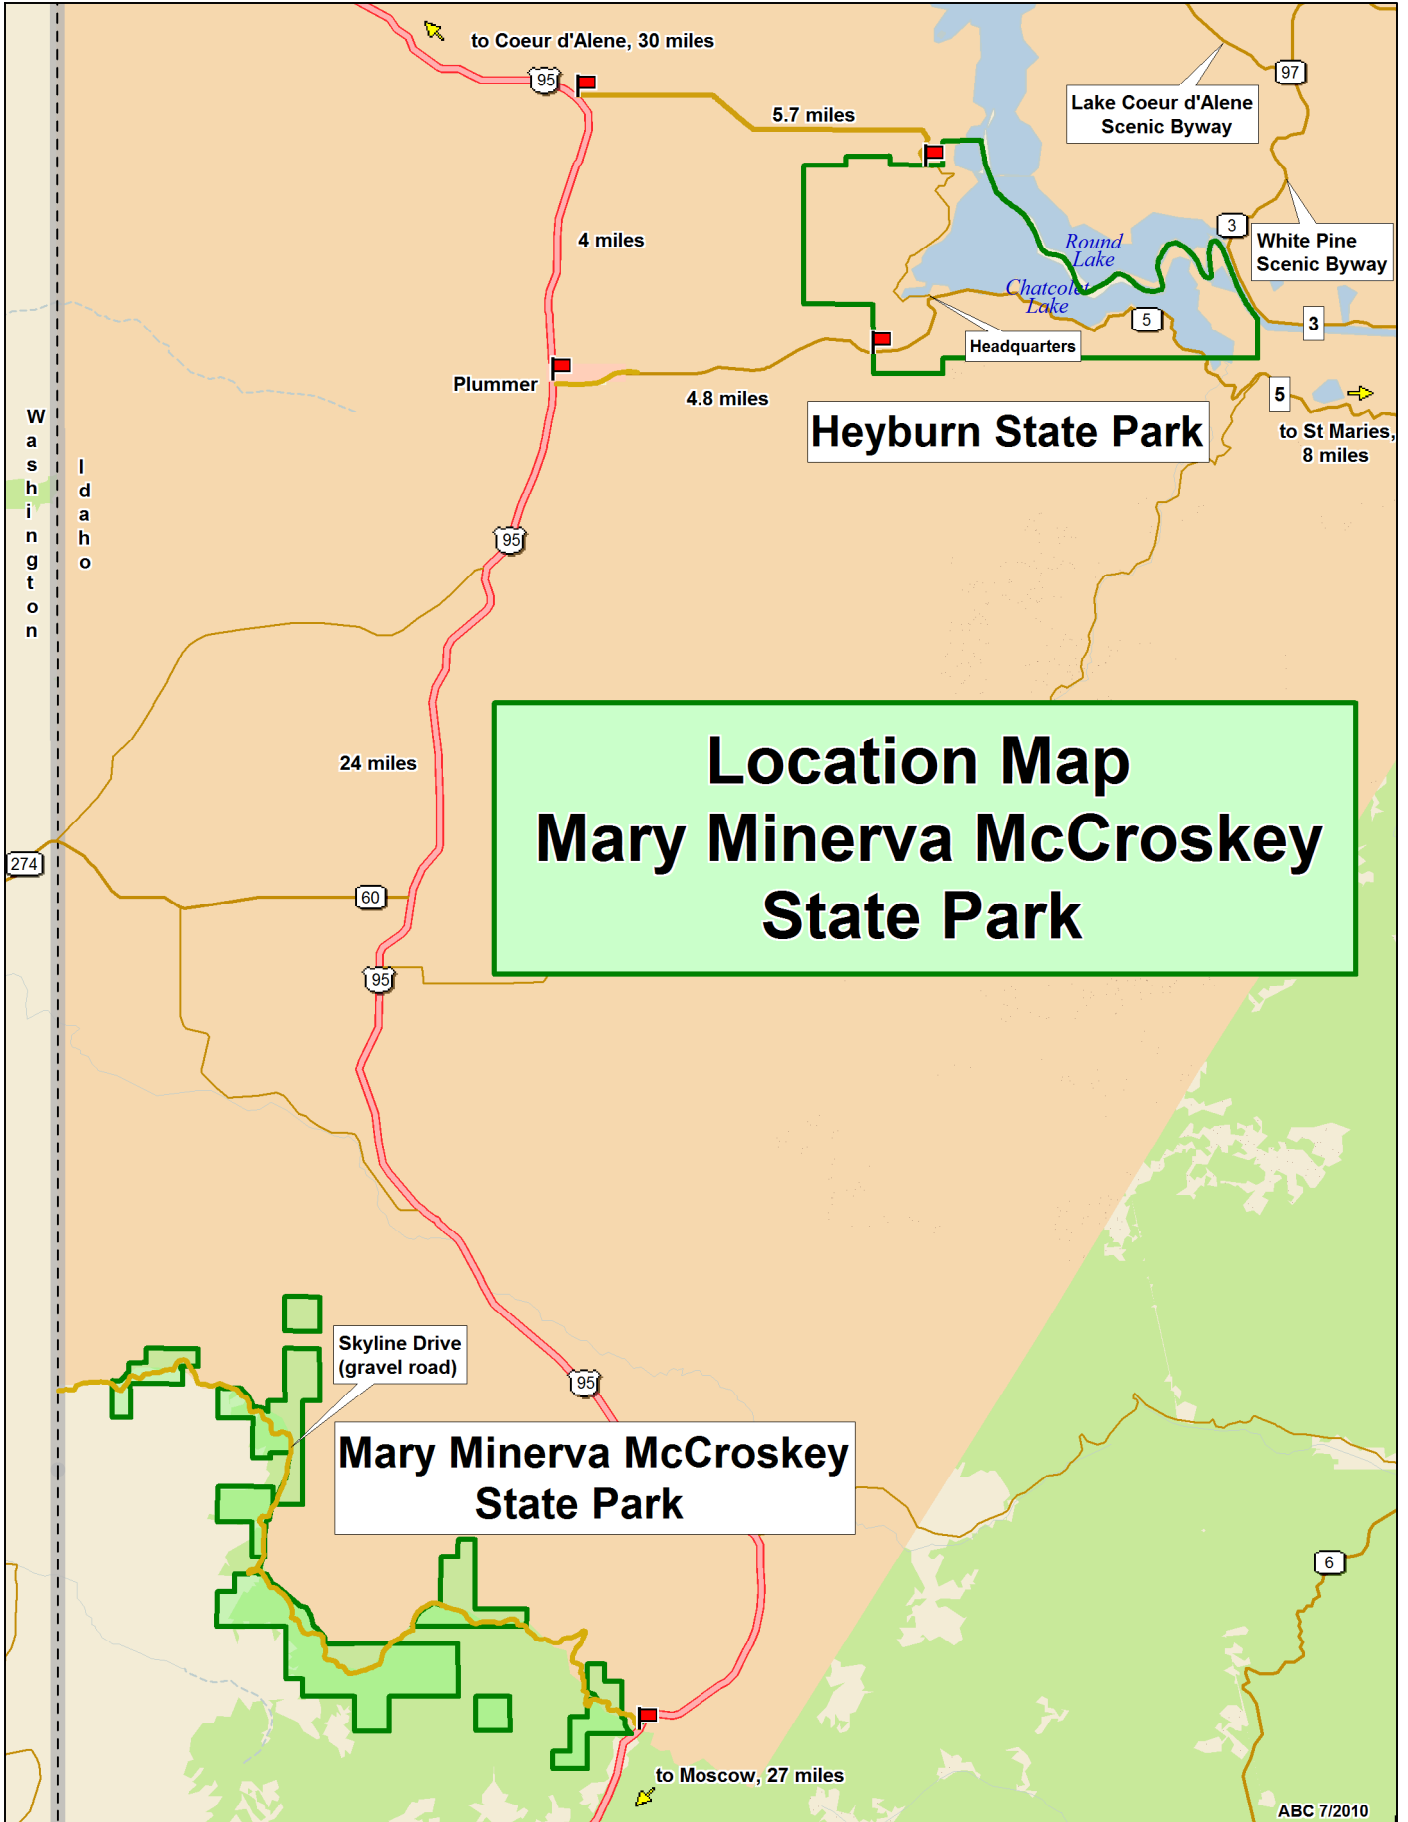 to Coeur d'Alene, 30 miles
95
97
Lake Coeur d'Alene
Scenic Byway
5.7 miles
4 miles
Round
Lake
3
White Pine
Scenic Byway
Chatcolet
Lake
5
3
Headquarters
Plummer
4.8 miles
5
Heyburn State Park
to St Maries,
8 miles
Washington
Idaho
95
24 miles
Location Map
Mary Minerva McCroskey
State Park
274
60
95
Skyline Drive
(gravel road)
95
Mary Minerva McCroskey
State Park
6
to Moscow, 27 miles
ABC 7/2010